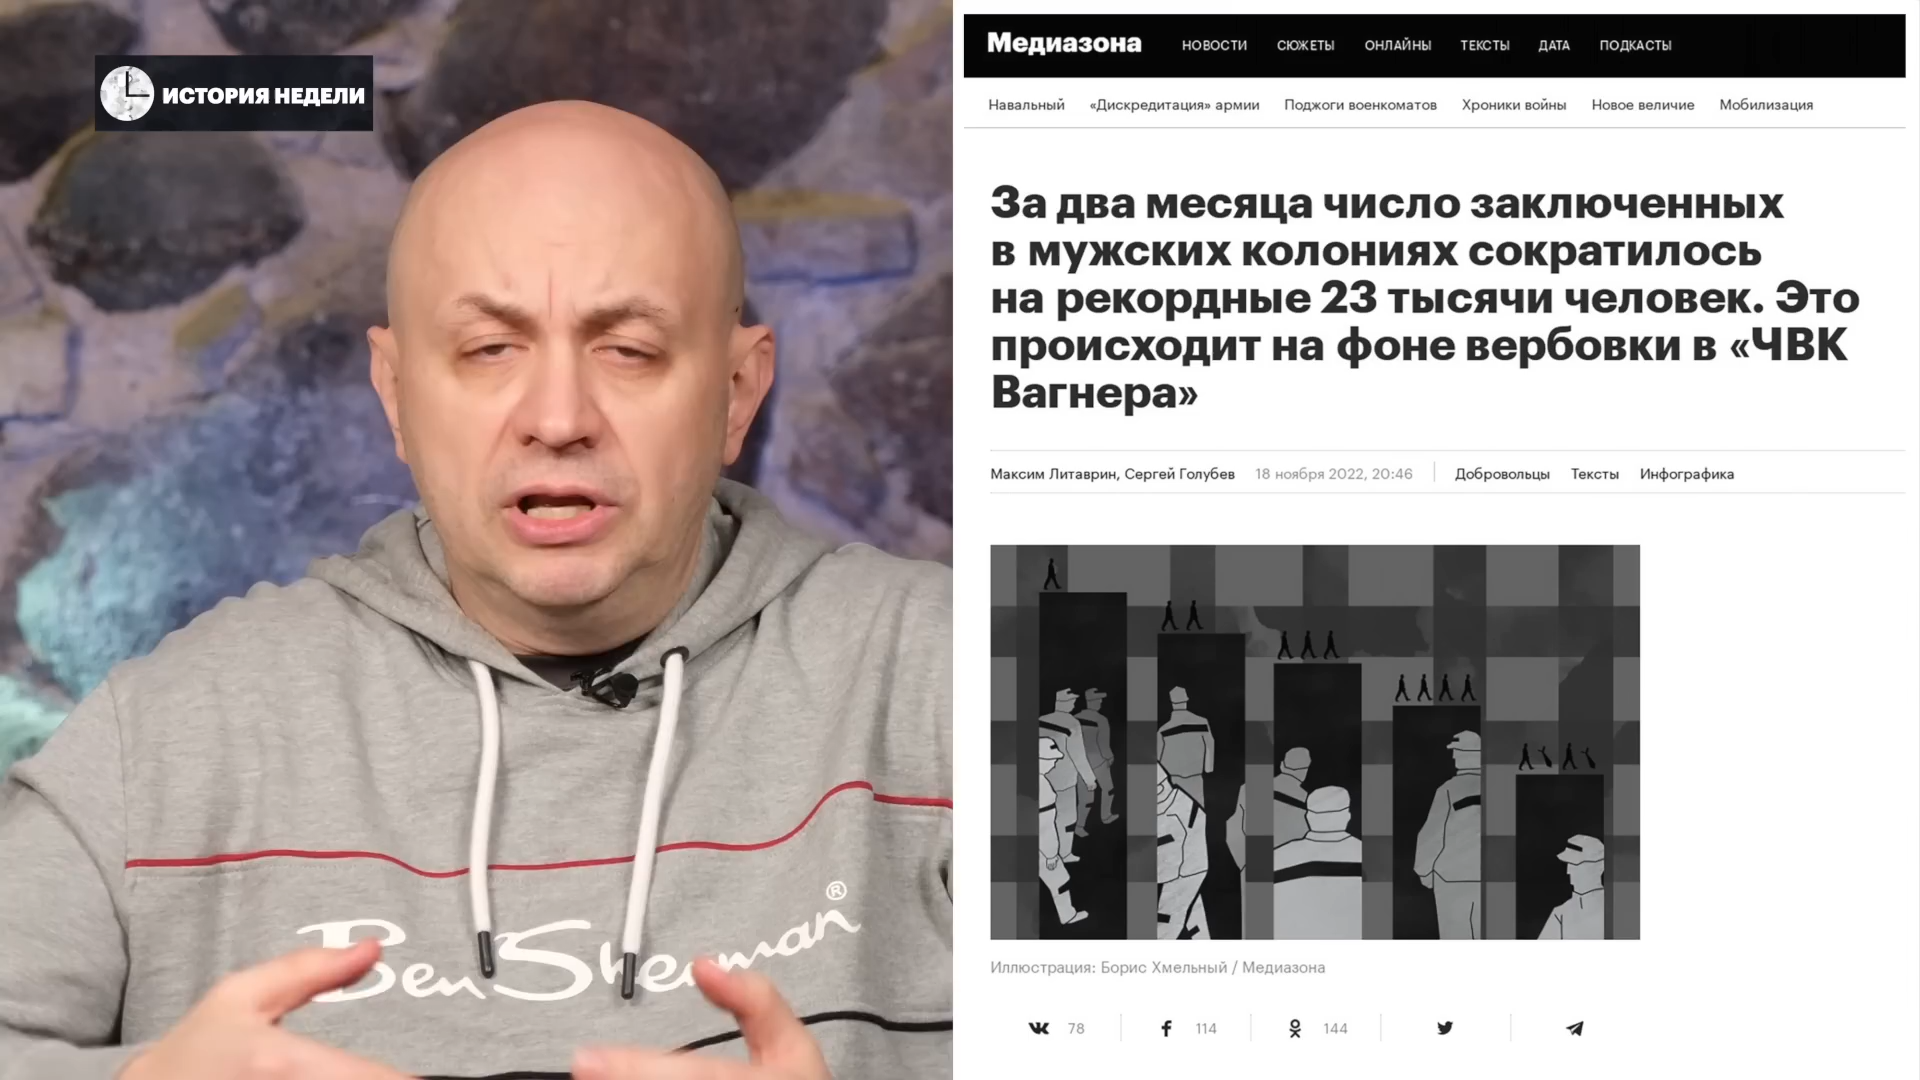 ИСТОРИЯ НЕДЕЛИ
Ben Sherman®
Медиазона
НОВОСТИ СЮЖЕТЫ ОНЛАЙНЫ ТЕКСТЫ ДАТА ПОДКАСТЫ
Навальный «Дискредитация» армии Поджоги военкоматов Хроники войны Новое величие Мобилизация
За два месяца число заключенных
в мужских колониях сократилось
на рекордные 23 тысячи человек. Это
происходит на фоне вербовки в «ЧВК
Вагнера»
Максим Литаврин, Сергей Голубев 18 ноября 2022, 20:46 Добровольцы Тексты Инфографика
Иллюстрация: Борис Хмельный / Медиазона
78 114 144